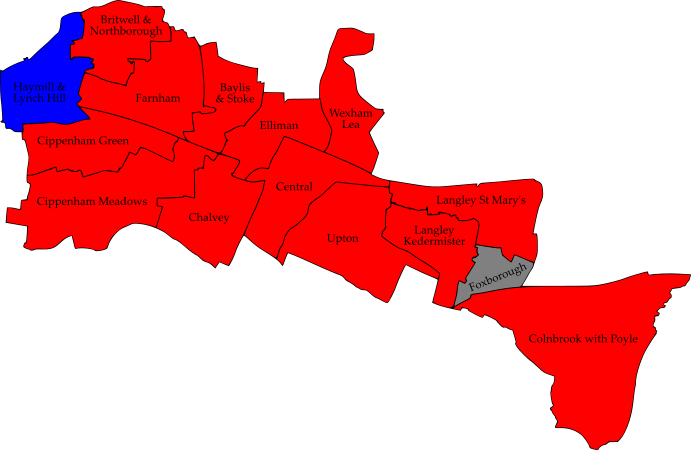 Britwell &
Northborough
Haymill &
Lynch Hill
Farnham
Baylis
& Stoke
Wexham
Lea
Elliman
Cippenham Green
Central
Cippenham Meadows
Langley St Mary's
Chalvey
Upton
Langley
Kedermister
Foxborough
Colnbrook with Poyle